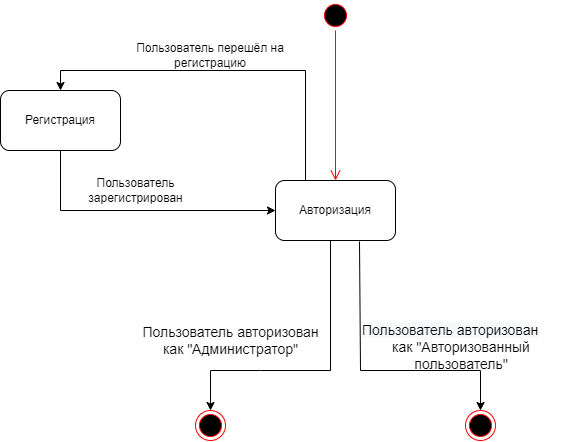 Пользователь перешёл на
регистрацию
Регистрация
Пользователь
зарегистрирован
Авторизация
Пользователь авторизован
как "Администратор"
Пользователь авторизован
как "Авторизованный
пользователь"